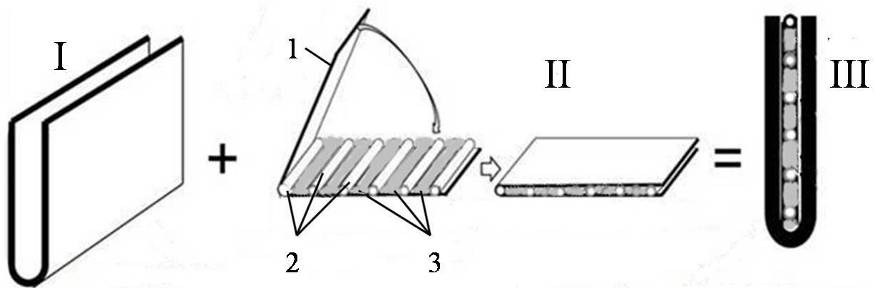 I
1
II
III
+
=
2
3